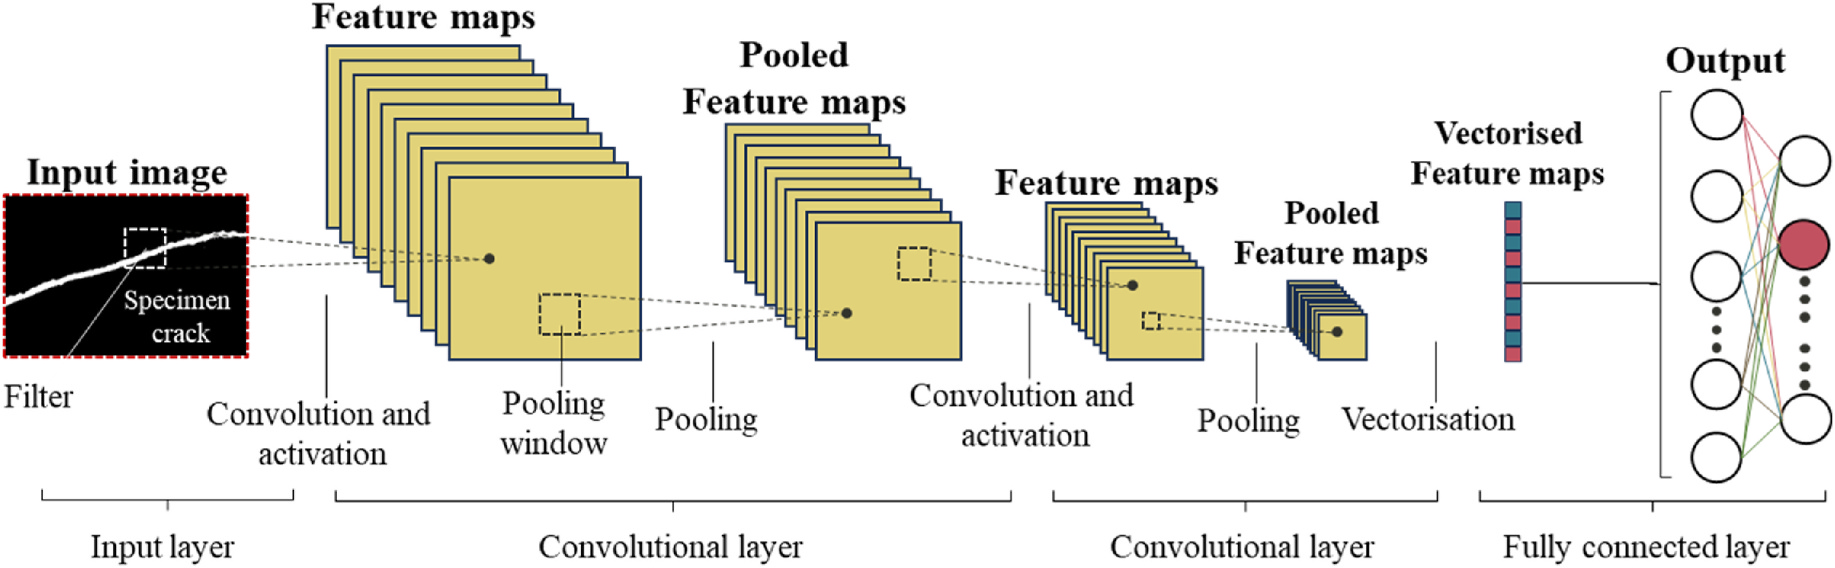 Feature maps
Pooled
Feature maps
Output
Vectorised
Feature maps
Input image
Feature maps
Pooled
Feature maps
Specimen
crack
Filter
Convolution and
activation
Pooling
window
Pooling
Convolution and
activation
Pooling
Vectorisation
Input layer
Convolutional layer
Convolutional layer
Fully connected layer